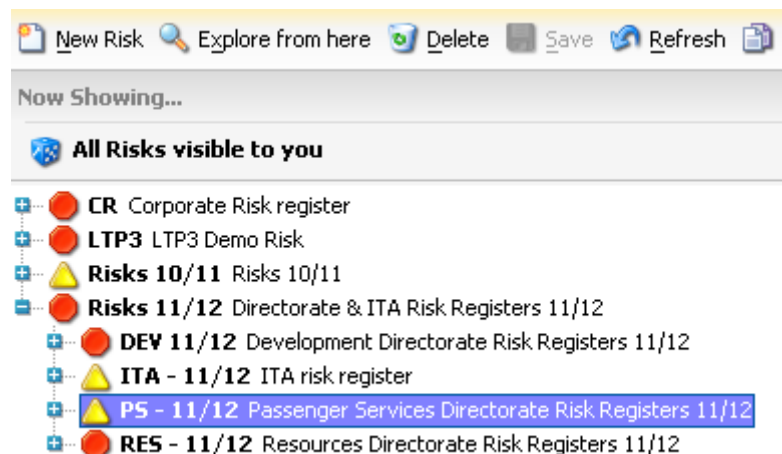 New Risk Explore from here Delete Save Refresh
Now Showing...
All Risks visible to you
CR Corporate Risk register
LTP3 LTP3 Demo Risk
Risks 10/11 Risks 10/11
Risks 11/12 Directorate & ITA Risk Registers 11/12
DEV 11/12 Development Directorate Risk Registers 11/12
ITA - 11/12 ITA risk register
PS - 11/12 Passenger Services Directorate Risk Registers 11/12
RES - 11/12 Resources Directorate Risk Registers 11/12